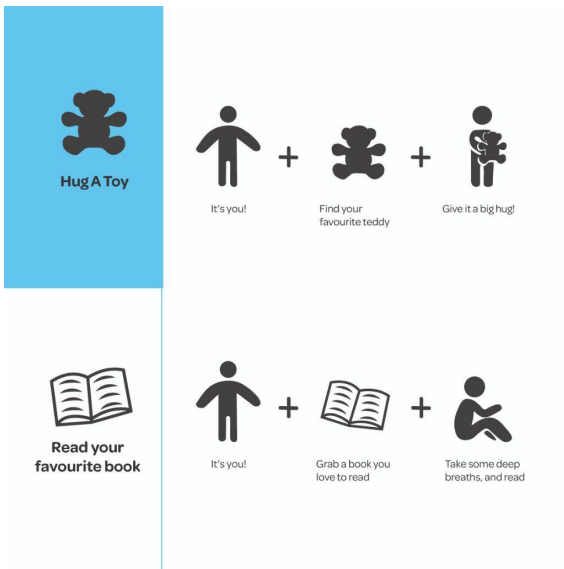 Hug A Toy
It's you!
Find your
favourite teddy
Give it a big hug!
Read your
favourite book
It's you!
Grab a book you
love to read
Take some deep
breaths, and read